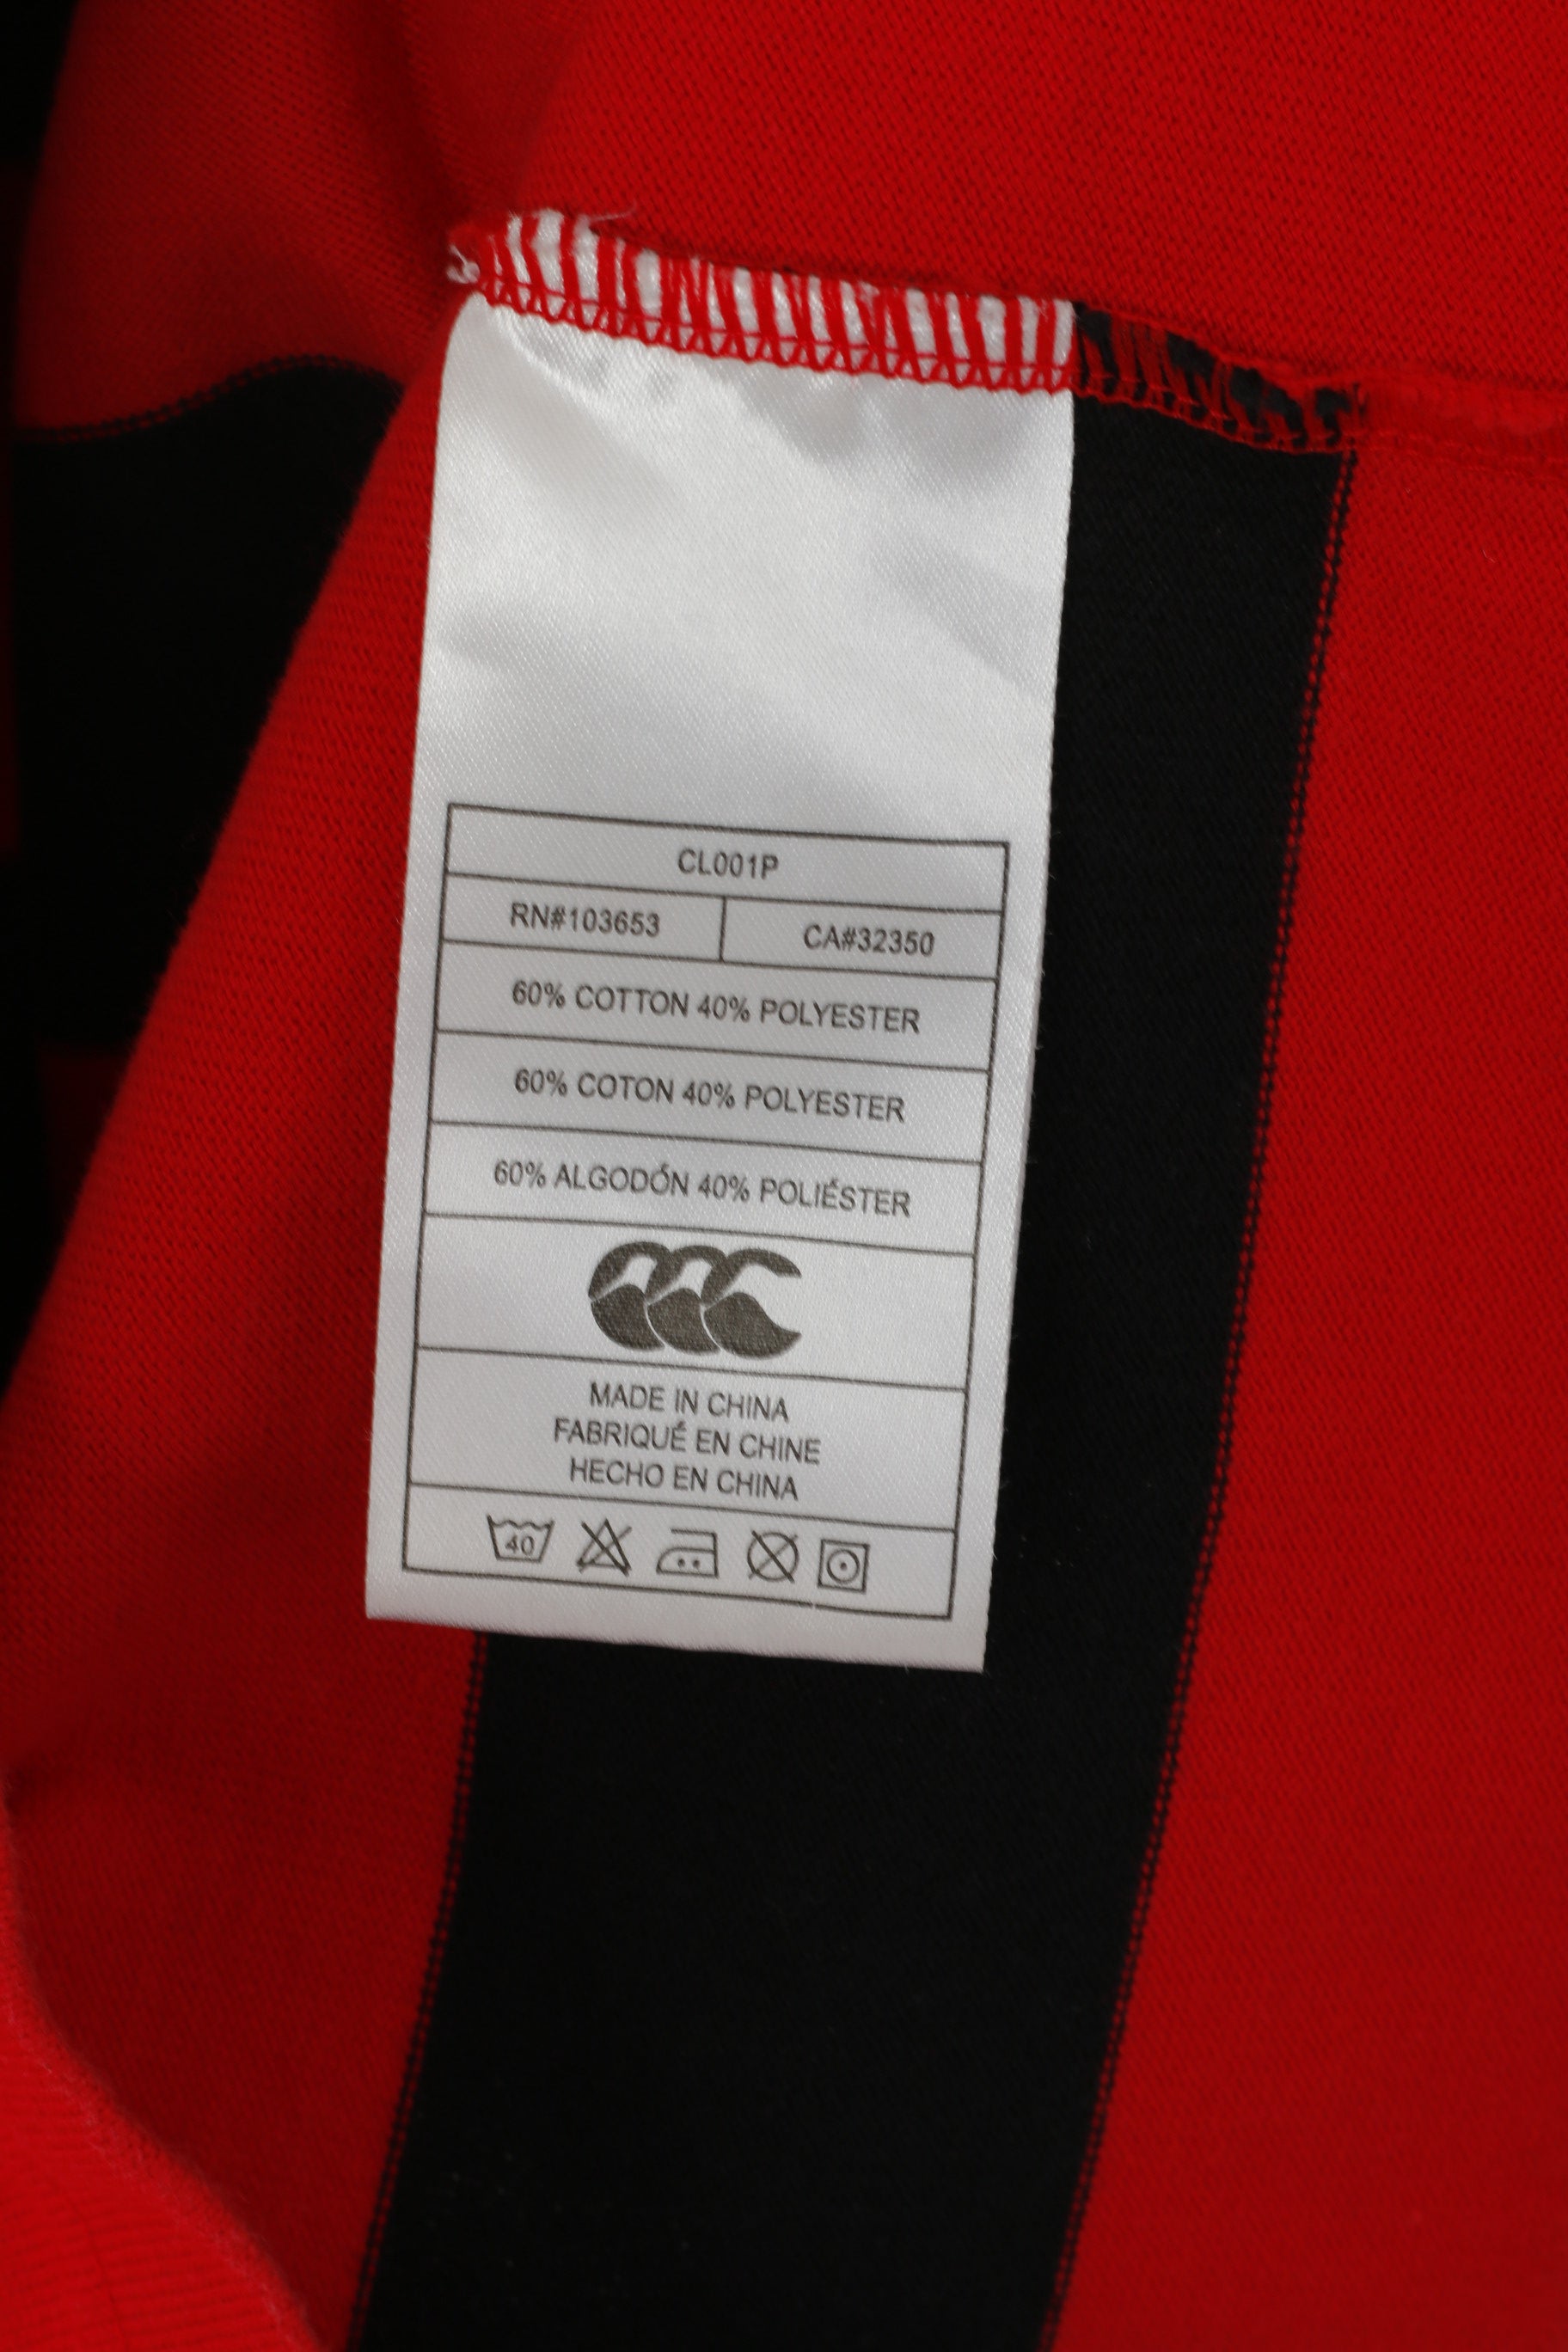 CL001P
RN#103653 CA#32350
60% COTTON 40% POLYESTER
60% COTON 40% POLYESTER
60% ALGODÓN 40% POLIÉSTER
MADE IN CHINA
FABRIQUÉ EN CHINE
HECHO EN CHINA
40